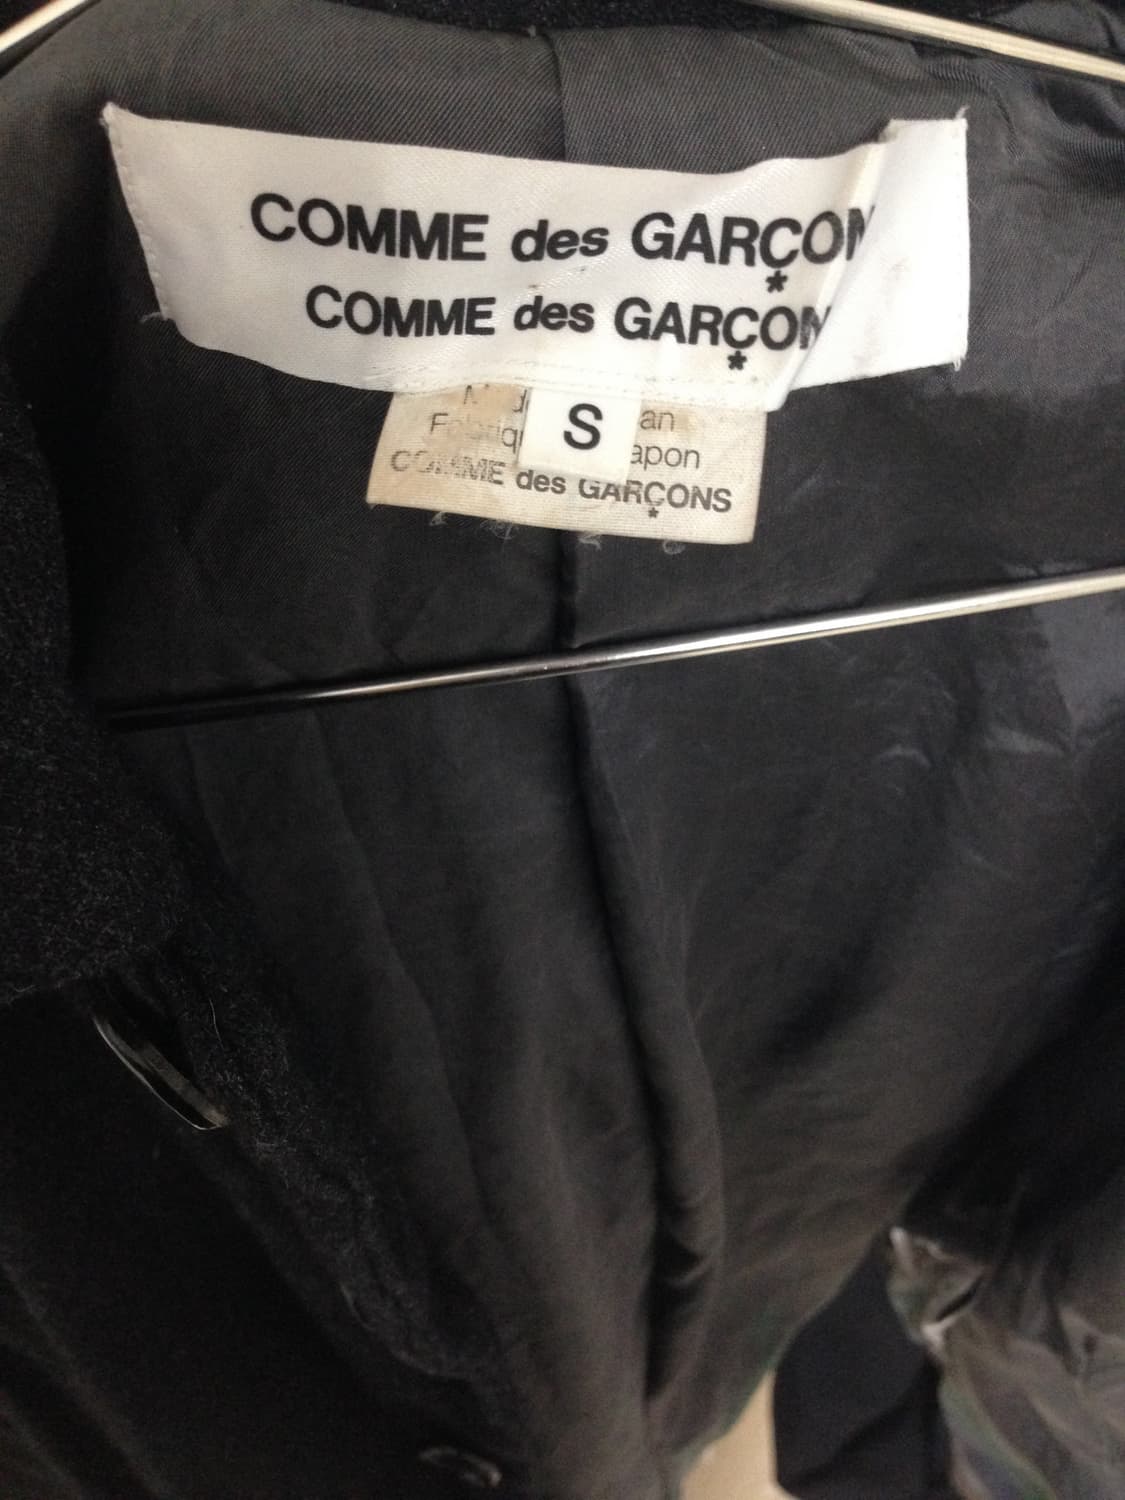 COMME des GARÇON
COMME des GARÇON
S
an
apon
COMME des GARÇONS